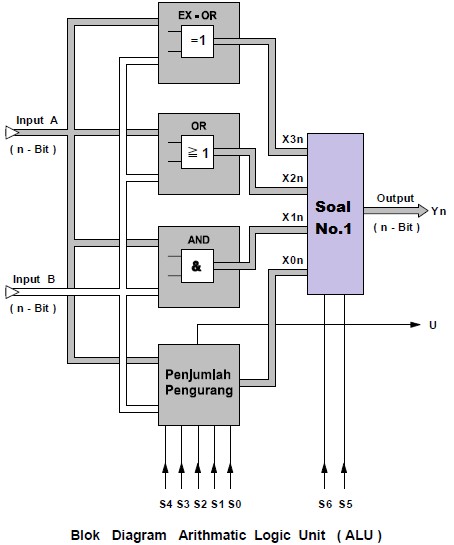 EX - OR
=1
Input A
( n - Bit )
OR
≧ 1
X3n
X2n
Soal
No.1
Output
Yn
( n - Bit )
X1n
AND
&
X0n
Input B
( n - Bit )
U
Penjumlah
Pengurang
S4 S3 S2 S1 S0
S6 S5
Blok Diagram Arithmatic Logic Unit ( ALU )